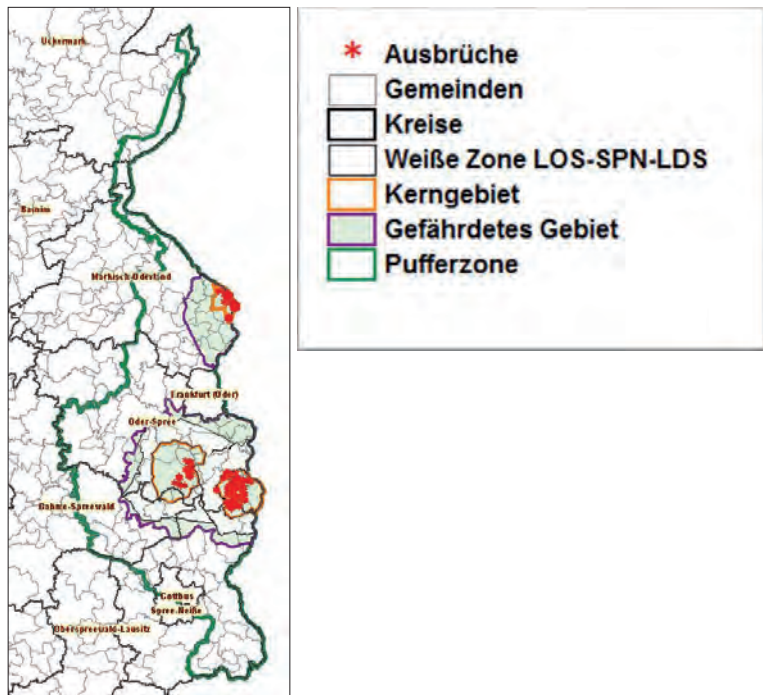 Uckermark
Barnim
Märkisch-Oderland
Frankfurt (Oder)
Oder-Spree
Dahme-Spreewald
Cottbus
Spree-Neiße
Oberspreewald-Lausitz
Ausbrüche
Gemeinden
Kreise
Weiße Zone LOS-SPN-LDS
Kerngebiet
Gefährdetes Gebiet
Pufferzone